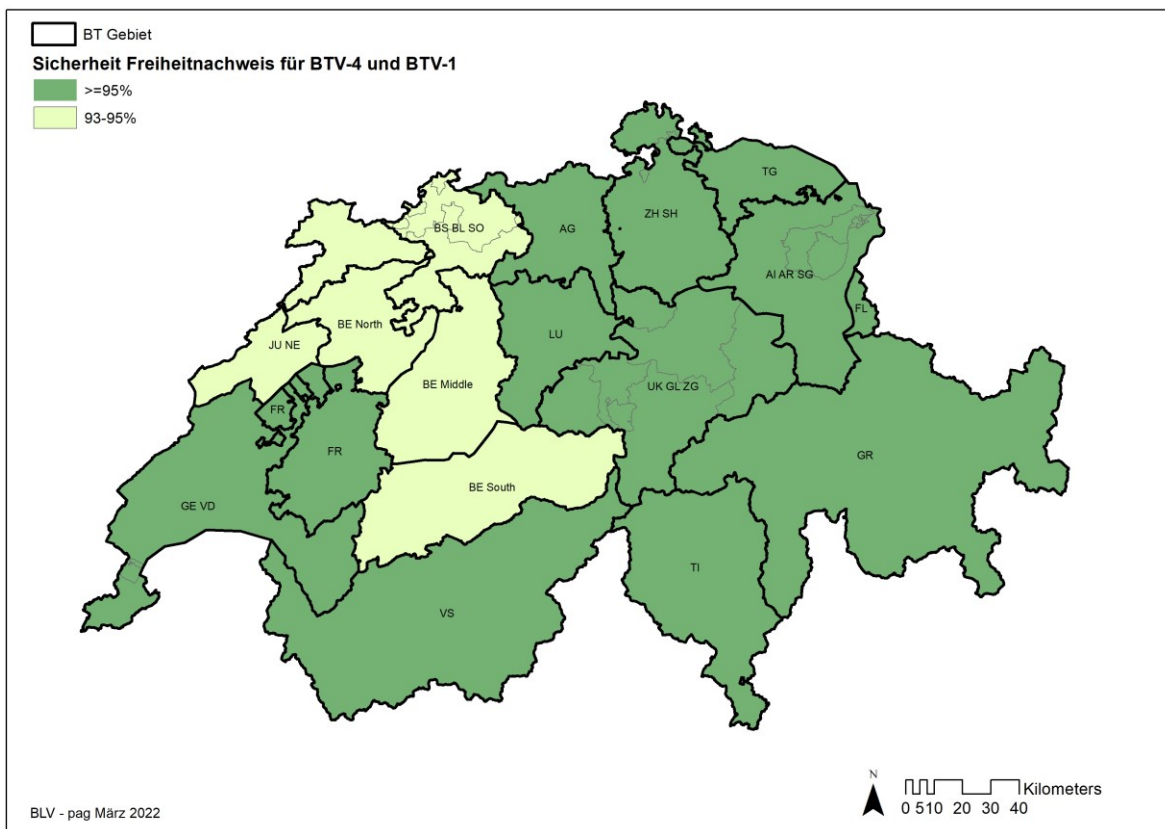 BT Gebiet
Sicherheit Freiheitnachweis für BTV-4 und BTV-1
>=95%
93-95%
TG
ZH SH
BS BL SO
AG
AI AR SG
FL
BE North
LU
JU NE
BE Middle
UK GL ZG
FR
FR
GR
BE South
GE VD
TI
VS
N
Kilometers
0 510 20 30 40
BLV - pag März 2022